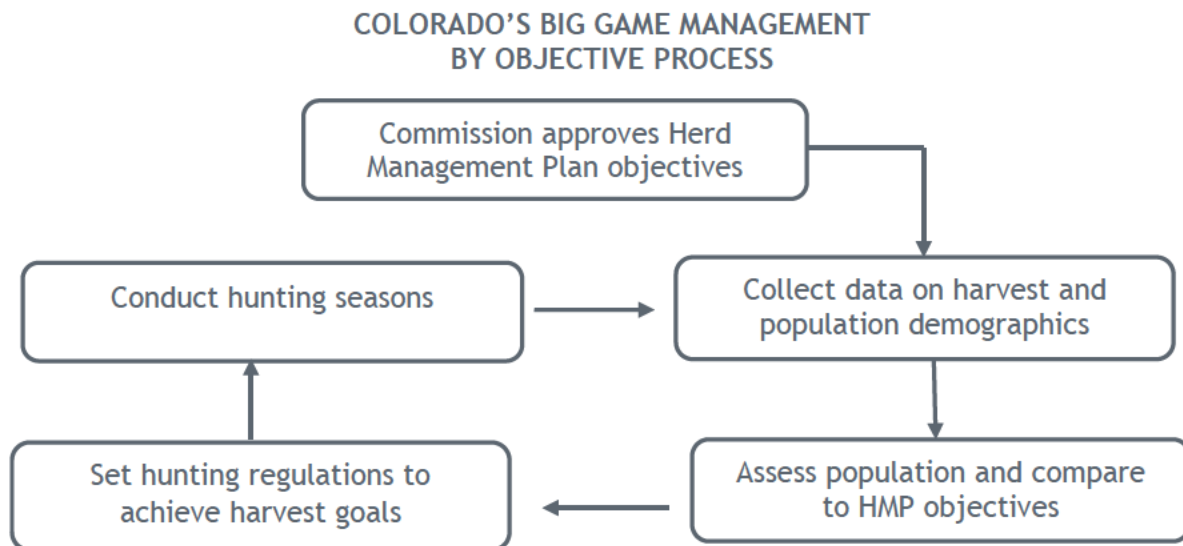 COLORADO'S BIG GAME MANAGEMENT
BY OBJECTIVE PROCESS
Commission approves Herd
Management Plan objectives
Conduct hunting seasons
Collect data on harvest and
population demographics
Set hunting regulations to
achieve harvest goals
Assess population and compare
to HMP objectives